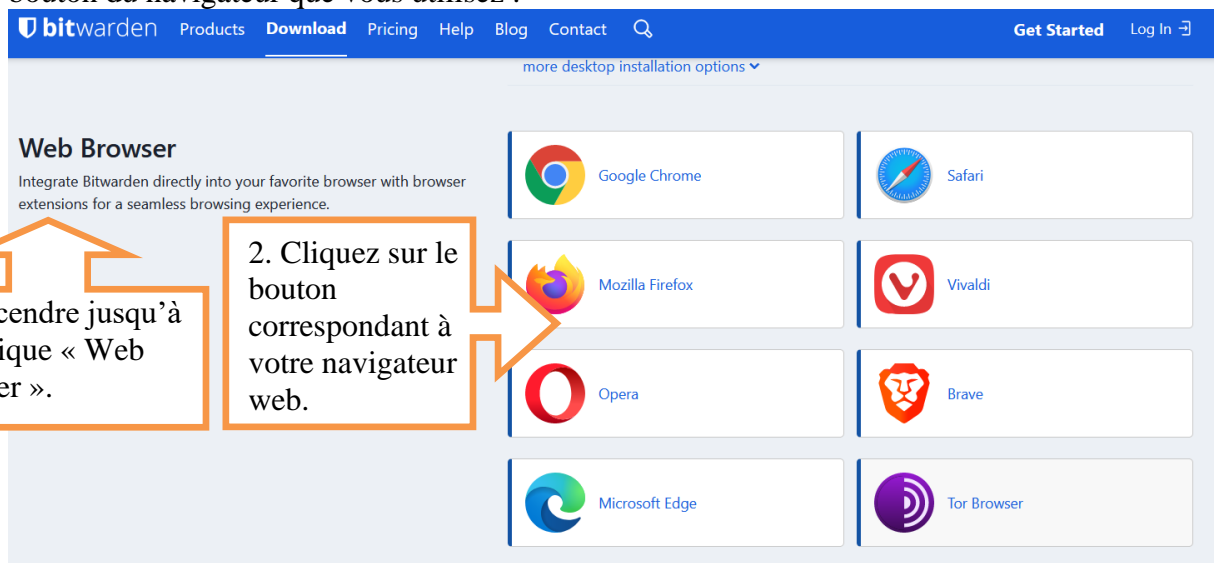 bouton du navigateur que vous utilisez :
bitwarden Products Download Pricing Help Blog Contact Get Started Log In
more desktop installation options
Web Browser
Integrate Bitwarden directly into your favorite browser with browser
extensions for a seamless browsing experience.
cendre jusqu’à
ique « Web
er ».
2. Cliquez sur le
bouton
correspondant à
votre navigateur
web.
Google Chrome
Safari
Mozilla Firefox
Vivaldi
Opera
Brave
Microsoft Edge
Tor Browser